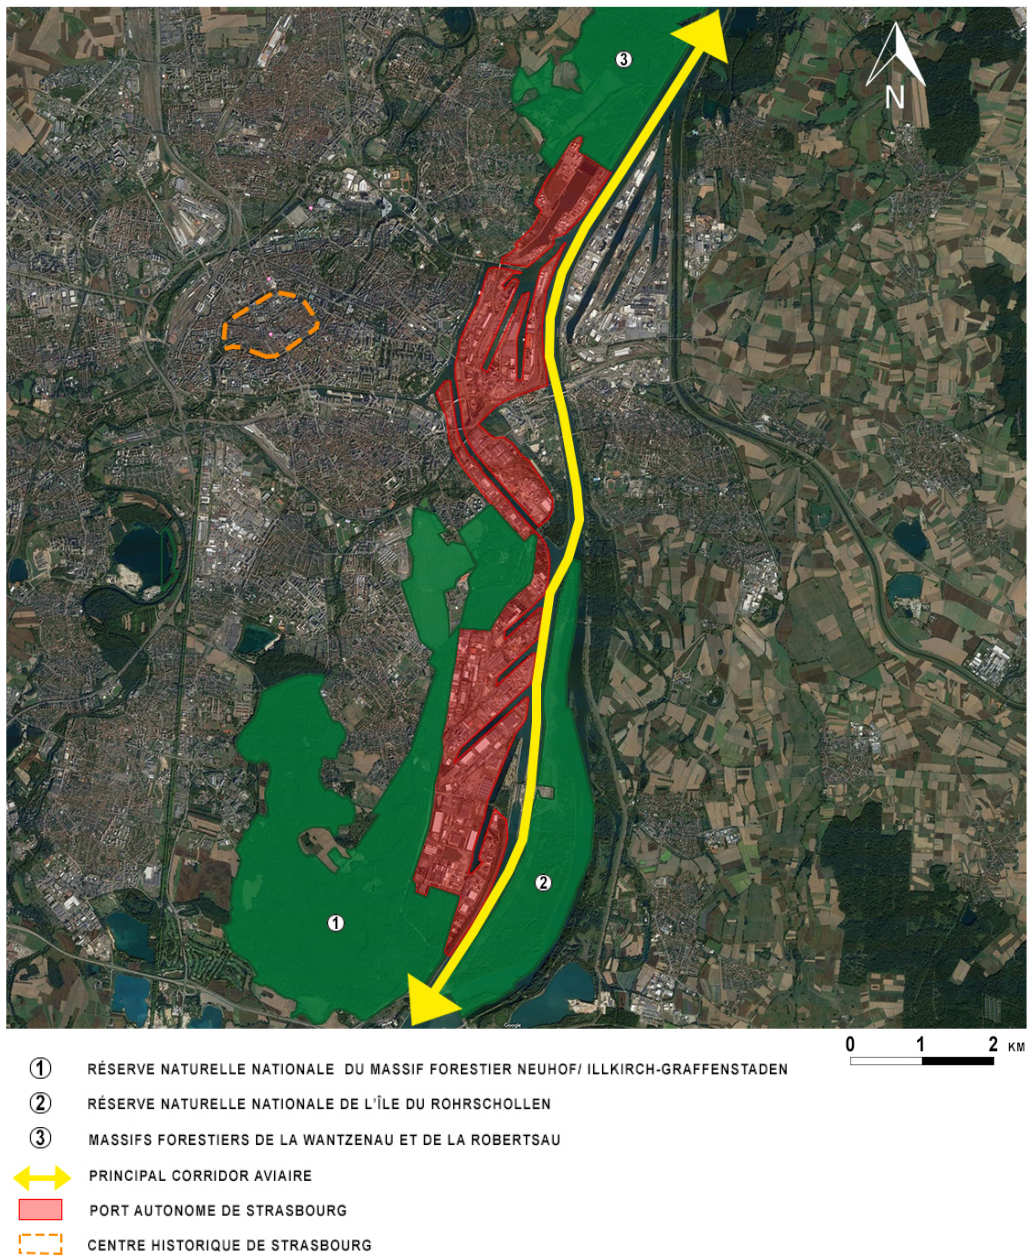 3
N
1
2
Google
0 1 2 KM
1 RÉSERVE NATURELLE NATIONALE DU MASSIF FORESTIER NEUHOF/ ILLKIRCH-GRAFFENSTADEN
2 RÉSERVE NATURELLE NATIONALE DE L'ÎLE DU ROHRSCHOLLEN
3 MASSIFS FORESTIERS DE LA WANTZENAU ET DE LA ROBERTSAU
PRINCIPAL CORRIDOR AVIAIRE
PORT AUTONOME DE STRASBOURG
CENTRE HISTORIQUE DE STRASBOURG